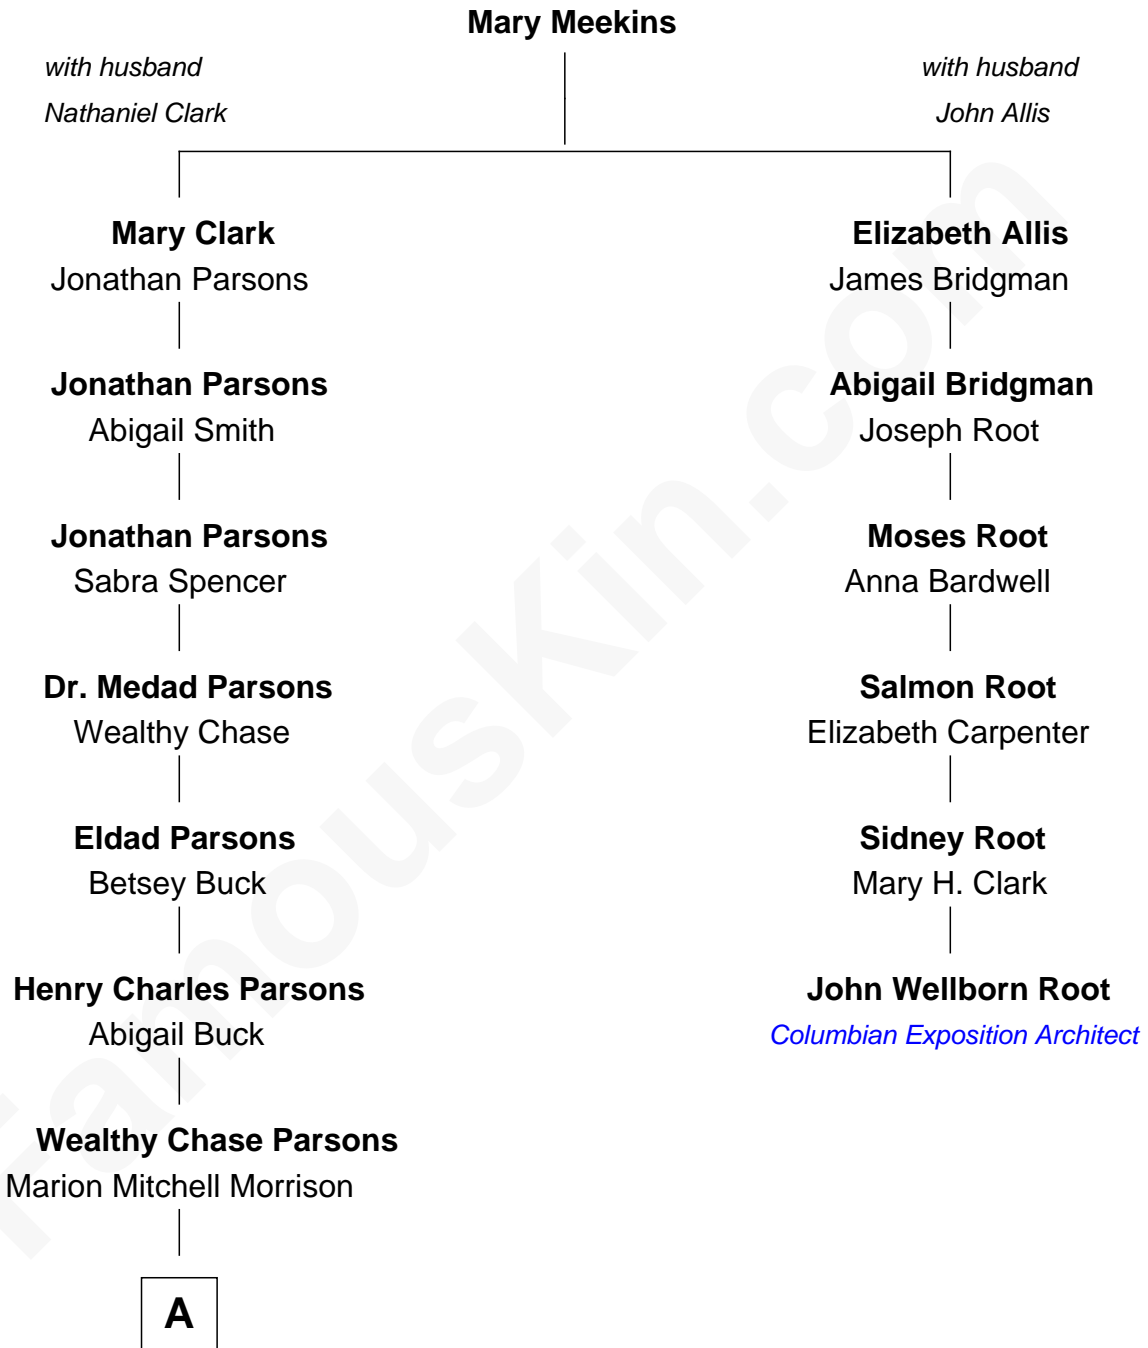 Mary Meekins
with husband
Nathaniel Clark
with husband
John Allis
Mary Clark
Jonathan Parsons
Elizabeth Allis
James Bridgman
Jonathan Parsons
Abigail Smith
Abigail Bridgman
Joseph Root
Jonathan Parsons
Sabra Spencer
Moses Root
Anna Bardwell
Dr. Medad Parsons
Wealthy Chase
Salmon Root
Elizabeth Carpenter
Eldad Parsons
Betsey Buck
Sidney Root
Mary H. Clark
Henry Charles Parsons
Abigail Buck
John Wellborn Root
Columbian Exposition Architect
Wealthy Chase Parsons
Marion Mitchell Morrison
A
FamousKin.com